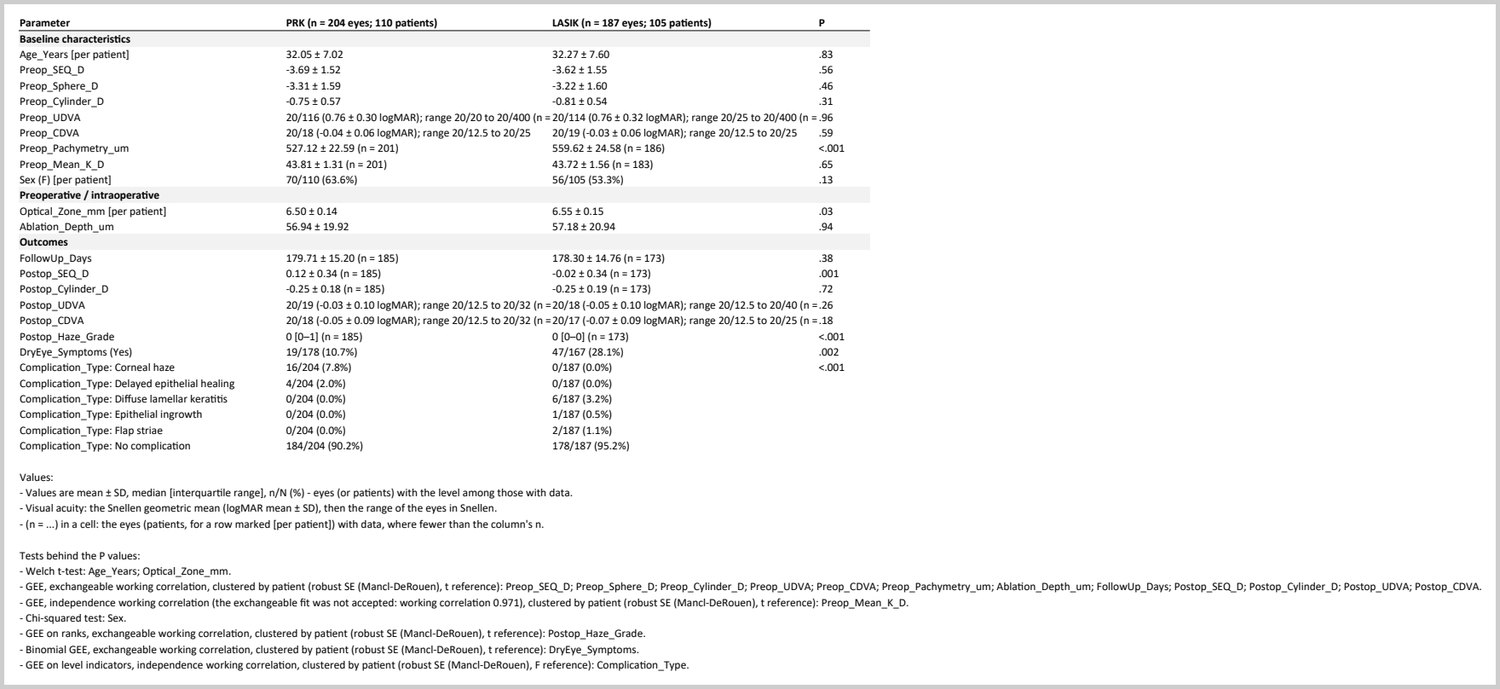 Parameter PRK (n = 204 eyes; 110 patients) LASIK (n = 187 eyes; 105 patients) P
Baseline characteristics
Age_Years [per patient] 32.05 ± 7.02 32.27 ± 7.60 .83
Preop_SEQ_D -3.69 ± 1.52 -3.62 ± 1.55 .56
Preop_Sphere_D -3.31 ± 1.59 -3.22 ± 1.60 .46
Preop_Cylinder_D -0.75 ± 0.57 -0.81 ± 0.54 .31
Preop_UDVA 20/116 (0.76 ± 0.30 logMAR); range 20/20 to 20/400 (n = 20/114 (0.76 ± 0.32 logMAR); range 20/25 to 20/400 (n = .96
Preop_CDVA 20/18 (-0.04 ± 0.06 logMAR); range 20/12.5 to 20/25 20/19 (-0.03 ± 0.06 logMAR); range 20/12.5 to 20/25 .59
Preop_Pachymetry_um 527.12 ± 22.59 (n = 201) 559.62 ± 24.58 (n = 186) <.001
Preop_Mean_K_D 43.81 ± 1.31 (n = 201) 43.72 ± 1.56 (n = 183) .65
Sex (F) [per patient] 70/110 (63.6%) 56/105 (53.3%) .13
Preoperative / intraoperative
Optical_Zone_mm [per patient] 6.50 ± 0.14 6.55 ± 0.15 .03
Ablation_Depth_um 56.94 ± 19.92 57.18 ± 20.94 .94
Outcomes
FollowUp_Days 179.71 ± 15.20 (n = 185) 178.30 ± 14.76 (n = 173) .38
Postop_SEQ_D 0.12 ± 0.34 (n = 185) -0.02 ± 0.34 (n = 173) .001
Postop_Cylinder_D -0.25 ± 0.18 (n = 185) -0.25 ± 0.19 (n = 173) .72
Postop_UDVA 20/19 (-0.03 ± 0.10 logMAR); range 20/12.5 to 20/32 (n = 20/18 (-0.05 ± 0.10 logMAR); range 20/12.5 to 20/40 (n = .26
Postop_CDVA 20/18 (-0.05 ± 0.09 logMAR); range 20/12.5 to 20/32 (n = 20/17 (-0.07 ± 0.09 logMAR); range 20/12.5 to 20/25 (n = .18
Postop_Haze_Grade 0 [0–1] (n = 185) 0 [0–0] (n = 173) <.001
DryEye_Symptoms (Yes) 19/178 (10.7%) 47/167 (28.1%) .002
Complication_Type: Corneal haze 16/204 (7.8%) 0/187 (0.0%) <.001
Complication_Type: Delayed epithelial healing 4/204 (2.0%) 0/187 (0.0%)
Complication_Type: Diffuse lamellar keratitis 0/204 (0.0%) 6/187 (3.2%)
Complication_Type: Epithelial ingrowth 0/204 (0.0%) 1/187 (0.5%)
Complication_Type: Flap striae 0/204 (0.0%) 2/187 (1.1%)
Complication_Type: No complication 184/204 (90.2%) 178/187 (95.2%)
Values:
- Values are mean ± SD, median [interquartile range], n/N (%) - eyes (or patients) with the level among those with data.
- Visual acuity: the Snellen geometric mean (logMAR mean ± SD), then the range of the eyes in Snellen.
- (n = ...) in a cell: the eyes (patients, for a row marked [per patient]) with data, where fewer than the column's n.
Tests behind the P values:
- Welch t-test: Age_Years; Optical_Zone_mm.
- GEE, exchangeable working correlation, clustered by patient (robust SE (Mancl-DeRouen), t reference): Preop_SEQ_D; Preop_Sphere_D; Preop_Cylinder_D; Preop_UDVA; Preop_CDVA; Preop_Pachymetry_um; Ablation_Depth_um; FollowUp_Days; Postop_SEQ_D; Postop_Cylinder_D; Postop_UDVA; Postop_CDVA.
- GEE, independence working correlation (the exchangeable fit was not accepted: working correlation 0.971), clustered by patient (robust SE (Mancl-DeRouen), t reference): Preop_Mean_K_D.
- Chi-squared test: Sex.
- GEE on ranks, exchangeable working correlation, clustered by patient (robust SE (Mancl-DeRouen), t reference): Postop_Haze_Grade.
- Binomial GEE, exchangeable working correlation, clustered by patient (robust SE (Mancl-DeRouen), t reference): DryEye_Symptoms.
- GEE on level indicators, independence working correlation, clustered by patient (robust SE (Mancl-DeRouen), F reference): Complication_Type.